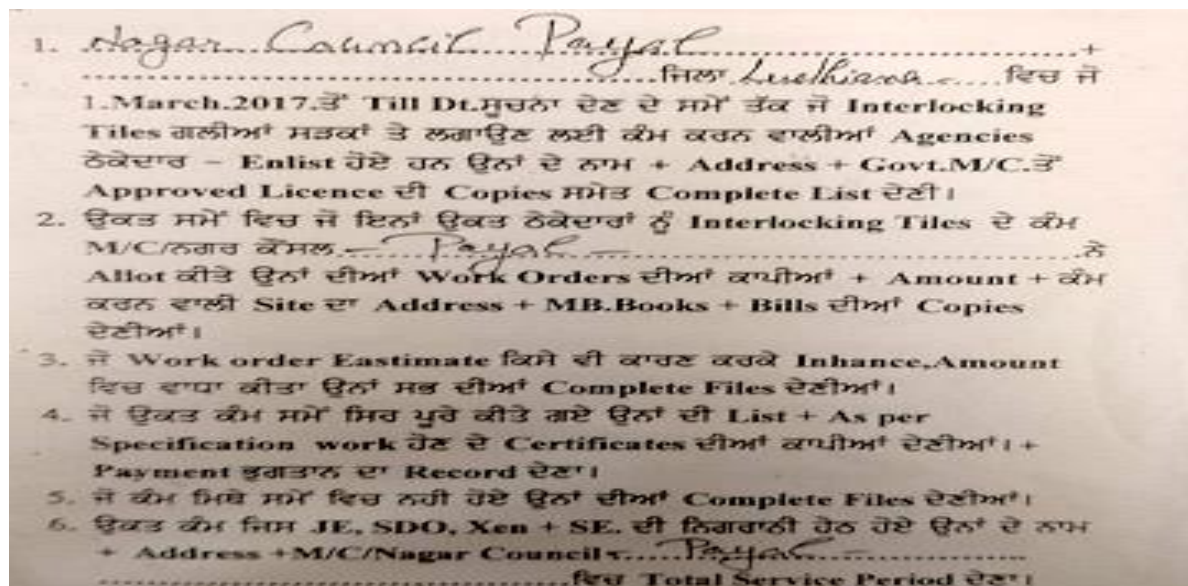 1. Nagar Council Payal +
ਜਿਲਾ Ludhiana ਵਿਚ ਜੋ
1.March.2017.ਤੋਂ Till Dt.ਸੂਚਨਾ ਦੇਣ ਦੇ ਸਮੇਂ ਤੱਕ ਜੋ Interlocking
Tiles ਗਲੀਆਂ ਸੜਕਾਂ ਤੇ ਲਗਾਉਣ ਲਈ ਕੰਮ ਕਰਨ ਵਾਲੀਆਂ Agencies
ਠੇਕੇਦਾਰ – Enlist ਹੋਏ ਹਨ ਉਨਾਂ ਦੇ ਨਾਮ + Address + Govt.M/C.ਤੋਂ
Approved Licence ਦੀ Copies ਸਮੇਤ Complete List ਦੇਣੀ।
2. ਉਕਤ ਸਮੇਂ ਵਿਚ ਜੋ ਇਨਾਂ ਉਕਤ ਠੇਕੇਦਾਰਾਂ ਨੂੰ Interlocking Tiles ਦੇ ਕੰਮ
M/C/ਨਗਰ ਕੌਂਸਲ – Payal – ਨੇ
Allot ਕੀਤੇ ਉਨਾਂ ਦੀਆਂ Work Orders ਦੀਆਂ ਕਾਪੀਆਂ + Amount + ਕੰਮ
ਕਰਨ ਵਾਲੀ Site ਦਾ Address + MB.Books + Bills ਦੀਆਂ Copies
ਦੇਣੀਆਂ।
3. ਜੋ Work order Eastimate ਕਿਸੇ ਵੀ ਕਾਰਣ ਕਰਕੇ Inhance,Amount
ਵਿਚ ਵਾਧਾ ਕੀਤਾ ਉਨਾਂ ਸਭ ਦੀਆਂ Complete Files ਦੇਣੀਆਂ।
4. ਜੋ ਉਕਤ ਕੰਮ ਸਮੇਂ ਸਿਰ ਪੂਰੇ ਕੀਤੇ ਗਏ ਉਨਾਂ ਦੀ List + As per
Specification work ਹੋਣ ਦੇ Certificates ਦੀਆਂ ਕਾਪੀਆਂ ਦੇਣੀਆਂ। +
Payment ਭੁਗਤਾਨ ਦਾ Record ਦੇਣਾ।
5. ਜੋ ਕੰਮ ਮਿਥੇ ਸਮੇਂ ਵਿਚ ਨਹੀ ਹੋਏ ਉਨਾਂ ਦੀਆਂ Complete Files ਦੇਣੀਆਂ।
6. ਉਕਤ ਕੰਮ ਜਿਸ JE, SDO, Xen + SE. ਦੀ ਨਿਗਰਾਨੀ ਹੇਠ ਹੋਏ ਉਨਾਂ ਦੇ ਨਾਮ
+ Address +M/C/Nagar Council Payal –
ਵਿਚ Total Service Period ਦੇਣਾ।